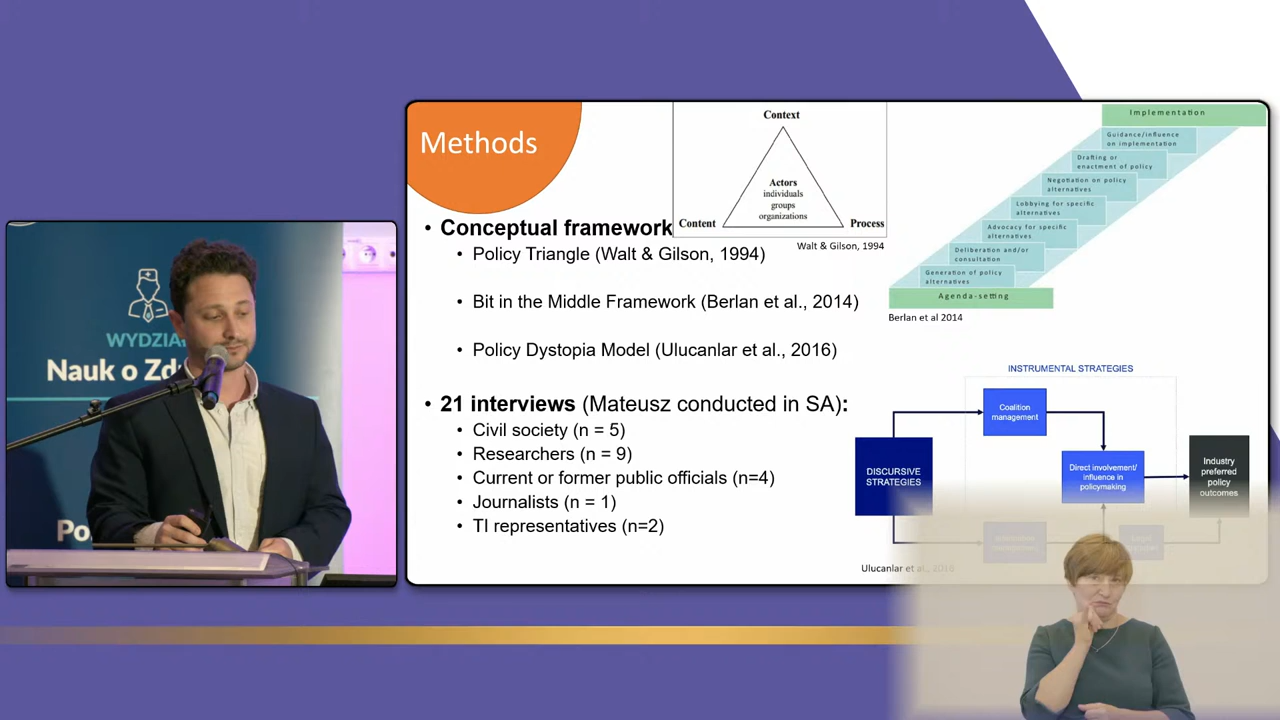 Methods
• Conceptual framework
• Policy Triangle (Walt & Gilson, 1994)
• Bit in the Middle Framework (Berlan et al., 2014)
• Policy Dystopia Model (Ulucanlar et al., 2016)
• 21 interviews (Mateusz conducted in SA):
• Civil society (n = 5)
• Researchers (n = 9)
• Current or former public officials (n=4)
• Journalists (n = 1)
• TI representatives (n=2)
Context
Actors
individuals
groups
organizations
Content
Process
Walt & Gilson, 1994
Implementation
Guidance/influence
on implementation
Drafting or
enactment of policy
Negotiation on policy
alternatives
Lobbying for specific
alternatives
Advocacy for specific
alternatives
Deliberation and/or
consultation
Generation of policy
alternatives
Agenda-setting
Berlan et al 2014
INSTRUMENTAL STRATEGIES
Coalition
management
DISCURSIVE
STRATEGIES
Direct involvement/
influence in
policymaking
Industry
preferred
policy
outcomes
Ulucanlar et al., 2016
WYDZIA
Nauk o Zd
Po